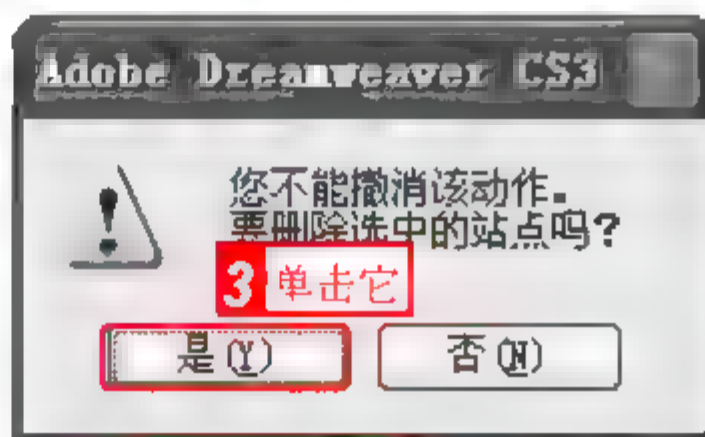 Adobe Dreamweaver CS3
您不能撤消该动作。
要删除选中的站点吗?
3 单击它
是(Y)
否(N)